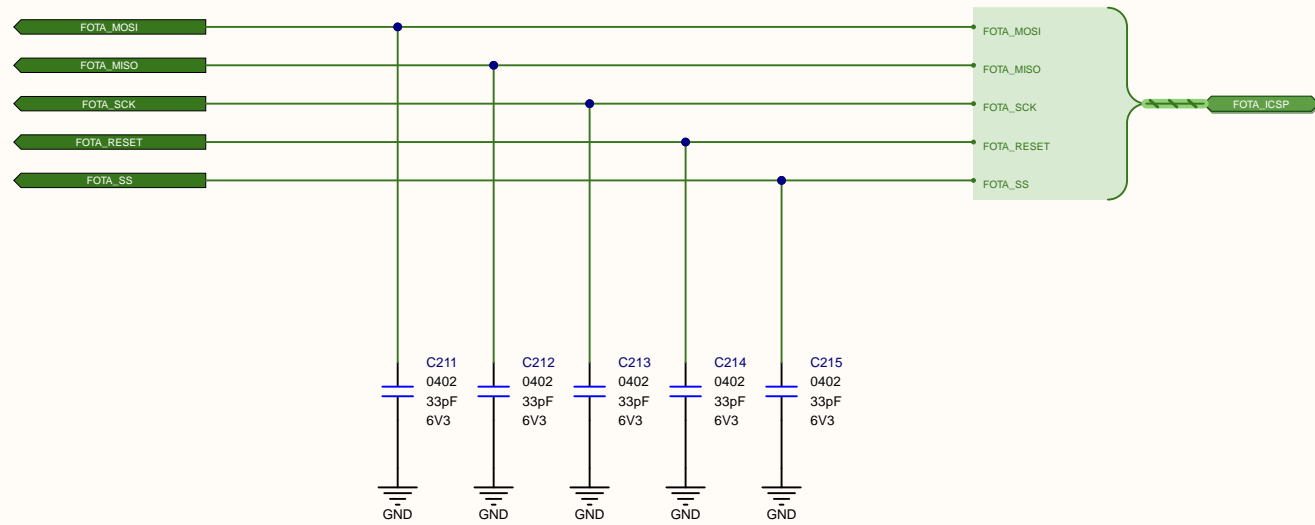 FOTA_MOSI
FOTA_MOSI
FOTA_MISO
FOTA_MISO
FOTA_SCK
FOTA_SCK
FOTA_ICSP
FOTA_RESET
FOTA_RESET
FOTA_SS
FOTA_SS
C211 C212 C213 C214 C215
0402 0402 0402 0402 0402
33pF 33pF 33pF 33pF 33pF
6V3 6V3 6V3 6V3 6V3
GND GND GND GND GND